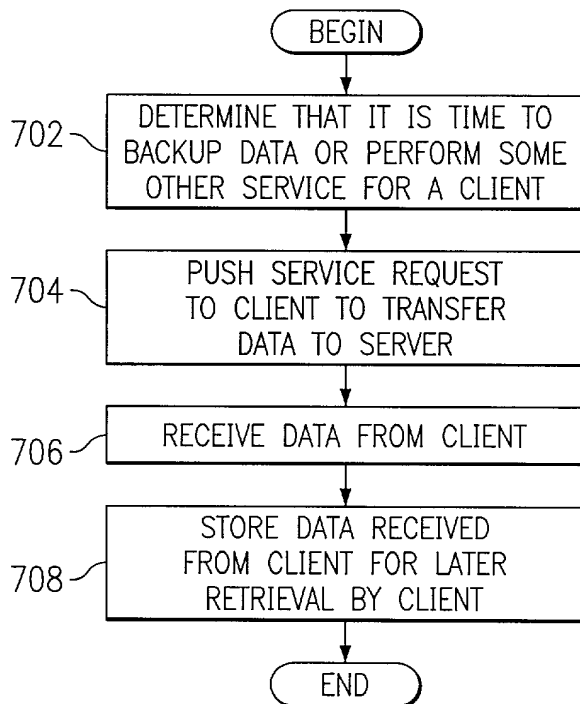 BEGIN
702
DETERMINE THAT IT IS TIME TO
BACKUP DATA OR PERFORM SOME
OTHER SERVICE FOR A CLIENT
704
PUSH SERVICE REQUEST
TO CLIENT TO TRANSFER
DATA TO SERVER
706
RECEIVE DATA FROM CLIENT
708
STORE DATA RECEIVED
FROM CLIENT FOR LATER
RETRIEVAL BY CLIENT
END